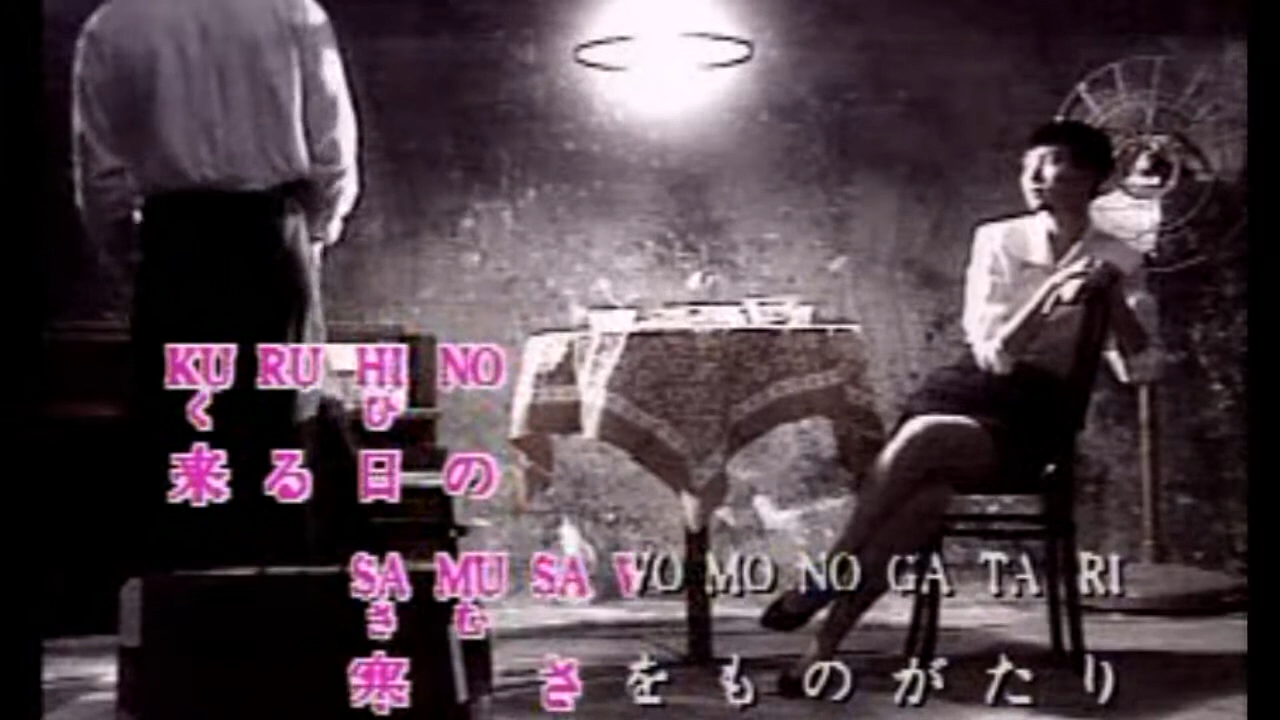 KU RU HI NO
く ひ
来る日の
SA MU SA WO MO NO GA TA RI
さ む
寒さをものがたり